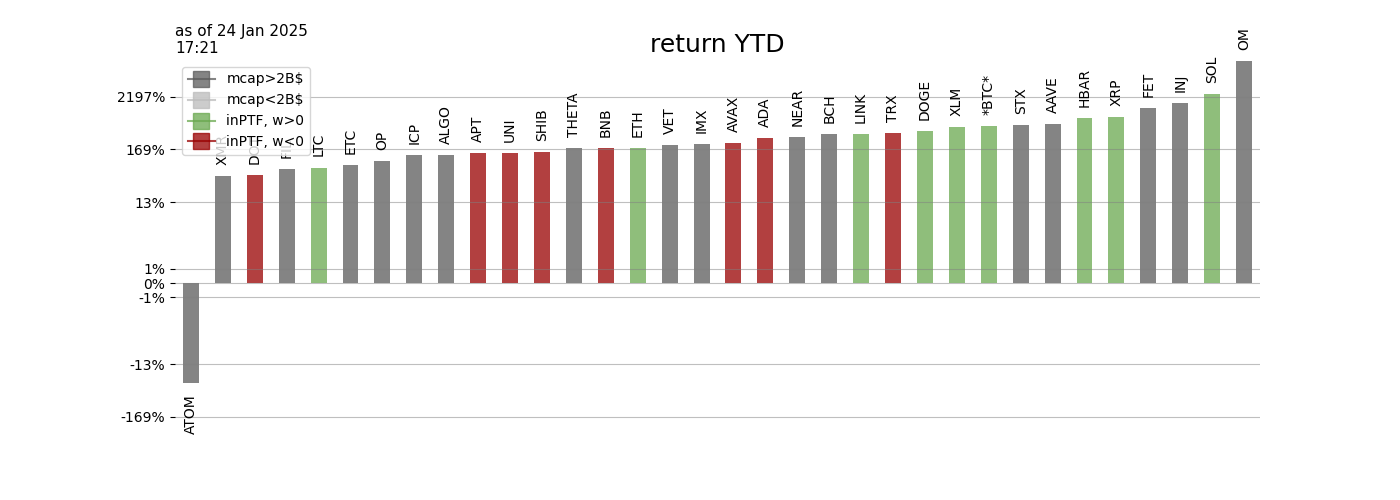 as of 24 Jan 2025
17:21
return YTD
mcap>2B$
mcap<2B$
inPTF, w>0
inPTF, w<0
2197%
169%
13%
1%
0%
-1%
-13%
-169%
ATOM
XMR
LTC
ETC
OP
ICP
ALGO
APT
UNI
SHIB
THETA
BNB
ETH
VET
IMX
AVAX
ADA
NEAR
BCH
LINK
TRX
DOGE
XLM
*BTC*
STX
AAVE
HBAR
XRP
FET
INJ
SOL
OM